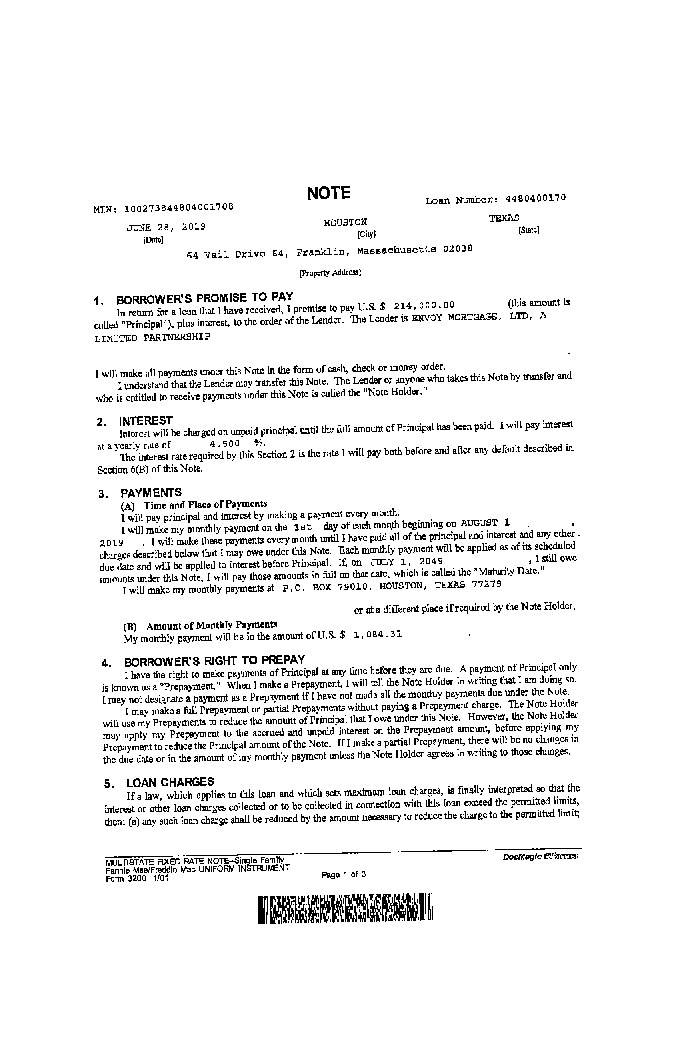 NOTE
MIN: Loan Number: 4480400170
JUNE 28, 2019 HOUSTON TEXAS
[Date] [City] [State]
44 Vail Drive 64, Franklin, Massachusetts 02038
[Property Address]
1. BORROWER'S PROMISE TO PAY
In return for a loan that I have received, I promise to pay U.S. $ (this amount is
called "Principal"), plus interest, to the order of the Lender. The Lender is ENVOY MORTGAGE, LTD, A
LIMITED PARTNERSHIP
I will make all payments under this Note in the form of cash, check or money order.
I understand that the Lender may transfer this Note. The Lender or anyone who takes this Note by transfer and
who is entitled to receive payments under this Note is called the "Note Holder."
2. INTEREST
Interest will be charged on unpaid principal until the full amount of Principal has been paid. I will pay interest
at a yearly rate of 4.500 %.
The interest rate required by this Section 2 is the rate I will pay both before and after any default described in
Section 6(B) of this Note.
3. PAYMENTS
(A) Time and Place of Payments
I will pay principal and interest by making a payment every month.
I will make my monthly payment on the 1st day of each month beginning on AUGUST 1 ,
2019 . I will make these payments every month until I have paid all of the principal and interest and any other
charges described below that I may owe under this Note. Each monthly payment will be applied as of its scheduled
due date and will be applied to interest before Principal. If, on JULY 1, 2049 , I still owe
amounts under this Note, I will pay those amounts in full on that date, which is called the "Maturity Date."
I will make my monthly payments at P.O. BOX 79010, HOUSTON, TEXAS 77279
or at a different place if required by the Note Holder.
(B) Amount of Monthly Payments
My monthly payment will be in the amount of U.S. $ 1,084.31 .
4. BORROWER'S RIGHT TO PREPAY
I have the right to make payments of Principal at any time before they are due. A payment of Principal only
is known as a "Prepayment." When I make a Prepayment, I will tell the Note Holder in writing that I am doing so.
I may not designate a payment as a Prepayment if I have not made all the monthly payments due under the Note.
I may make a full Prepayment or partial Prepayments without paying a Prepayment charge. The Note Holder
will use my Prepayments to reduce the amount of Principal that I owe under this Note. However, the Note Holder
may apply my Prepayment to the accrued and unpaid interest on the Prepayment amount, before applying my
Prepayment to reduce the Principal amount of the Note. If I make a partial Prepayment, there will be no changes in
the due date or in the amount of my monthly payment unless the Note Holder agrees in writing to those changes.
5. LOAN CHARGES
If a law, which applies to this loan and which sets maximum loan charges, is finally interpreted so that the
interest or other loan charges collected or to be collected in connection with this loan exceed the permitted limits,
then: (a) any such loan charge shall be reduced by the amount necessary to reduce the charge to the permitted limit;
MULTISTATE FIXED RATE NOTE--Single Family
Fannie Mae/Freddie Mac UNIFORM INSTRUMENT
Form 3200 1/01
Page 1 of 3
DocMagic